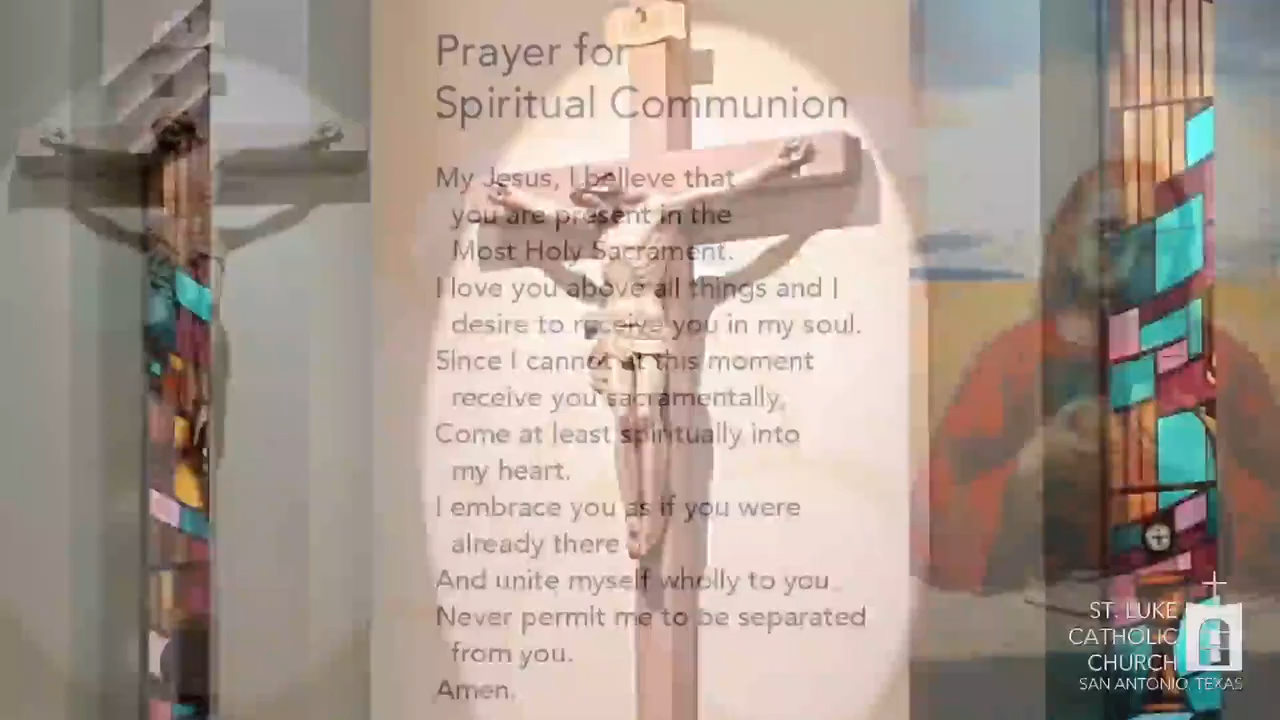 Prayer for
Spiritual Communion
My Jesus, I believe that
you are present in the
Most Holy Sacrament.
I love you above all things and I
desire to receive you in my soul.
Since I cannot at this moment
receive you sacramentally,
Come at least spiritually into
my heart.
I embrace you as if you were
already there
And unite myself wholly to you.
Never permit me to be separated
from you.
Amen.
ST. LUKE
CATHOLIC
CHURCH
SAN ANTONIO, TEXAS